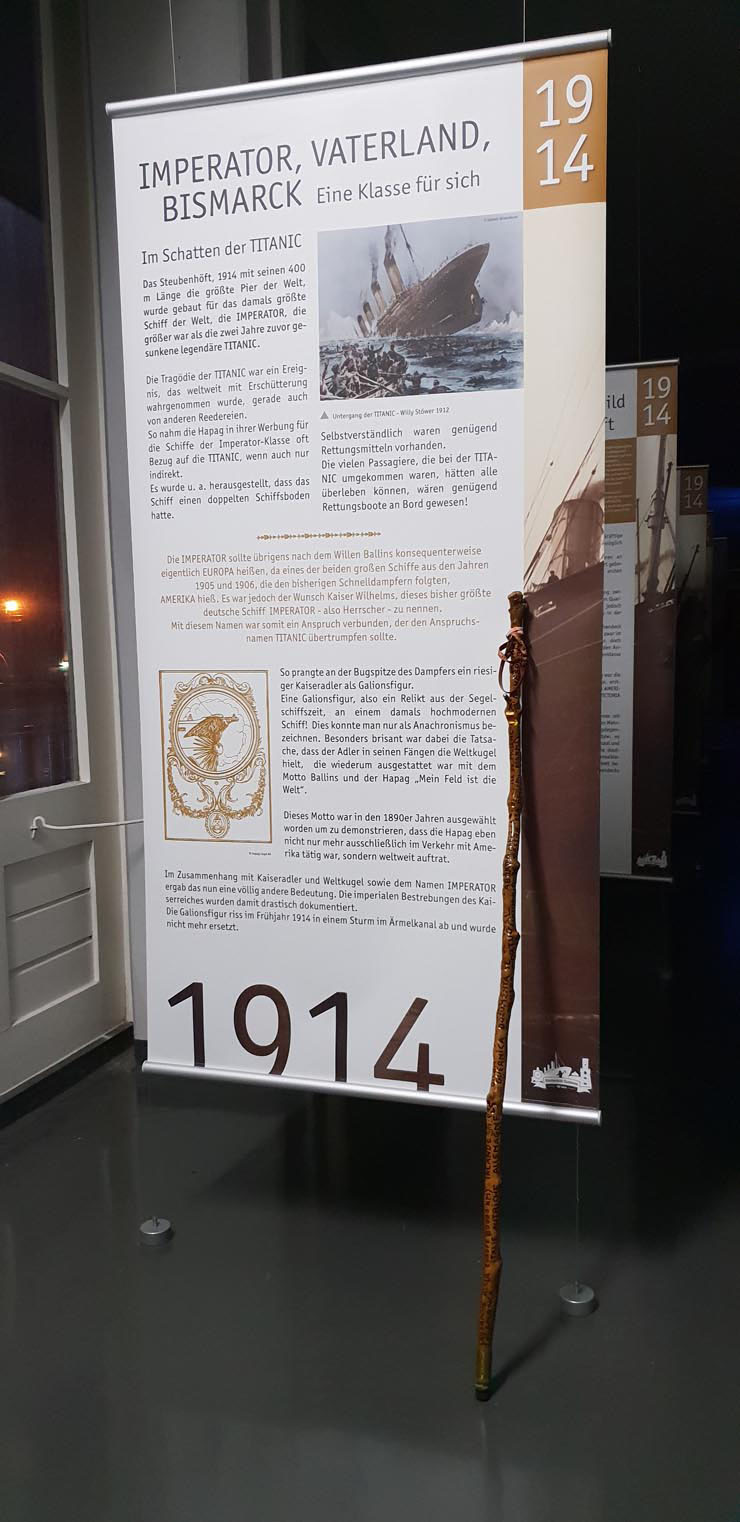 19
14
IMPERATOR, VATERLAND,
BISMARCK Eine Klasse für sich
Im Schatten der TITANIC
Das Steubenhöft, 1914 mit seinen 400
m Länge die größte Pier der Welt,
wurde gebaut für das damals größte
Schiff der Welt, die IMPERATOR, die
größer war als die zwei Jahre zuvor ge-
sunkene legendäre TITANIC.
Die Tragödie der TITANIC war ein Ereig-
nis, das weltweit mit Erschütterung
wahrgenommen wurde, gerade auch
von anderen Reedereien.
So nahm die Hapag in ihrer Werbung für
die Schiffe der Imperator-Klasse oft
Bezug auf die TITANIC, wenn auch nur
indirekt.
Es wurde u. a. herausgestellt, dass das
Schiff einen doppelten Schiffsboden
hatte.
Untergang der TITANIC - Willy Stöwer 1912
Selbstverständlich waren genügend
Rettungsmitteln vorhanden.
Die vielen Passagiere, die bei der TITA-
NIC umgekommen waren, hätten alle
überleben können, wären genügend
Rettungsboote an Bord gewesen!
Die IMPERATOR sollte übrigens nach dem Willen Ballins konsequenterweise
eigentlich EUROPA heißen, da eines der beiden großen Schiffe aus den Jahren
1905 und 1906, die den bisherigen Schnelldampfern folgten,
AMERIKA hieß. Es war jedoch der Wunsch Kaiser Wilhelms, dieses bisher größte
deutsche Schiff IMPERATOR - also Herrscher - zu nennen.
Mit diesem Namen war somit ein Anspruch verbunden, der den Anspruchs-
namen TITANIC übertrumpfen sollte.
So prangte an der Bugspitze des Dampfers ein riesi-
ger Kaiseradler als Galionsfigur.
Eine Galionsfigur, also ein Relikt aus der Segel-
schiffszeit, an einem damals hochmodernen
Schiff! Dies konnte man nur als Anachronismus be-
zeichnen. Besonders brisant war dabei die Tatsa-
che, dass der Adler in seinen Fängen die Weltkugel
hielt, die wiederum ausgestattet war mit dem
Motto Ballins und der Hapag „Mein Feld ist die
Welt“.
Dieses Motto war in den 1890er Jahren ausgewählt
worden um zu demonstrieren, dass die Hapag eben
nicht nur mehr ausschließlich im Verkehr mit Ame-
rika tätig war, sondern weltweit auftrat.
Im Zusammenhang mit Kaiseradler und Weltkugel sowie dem Namen IMPERATOR
ergab das nun eine völlig andere Bedeutung. Die imperialen Bestrebungen des Kai-
serreiches wurden damit drastisch dokumentiert.
Die Galionsfigur riss im Frühjahr 1914 in einem Sturm im Ärmelkanal ab und wurde
nicht mehr ersetzt.
1914
19
14
ild
ft
19
14